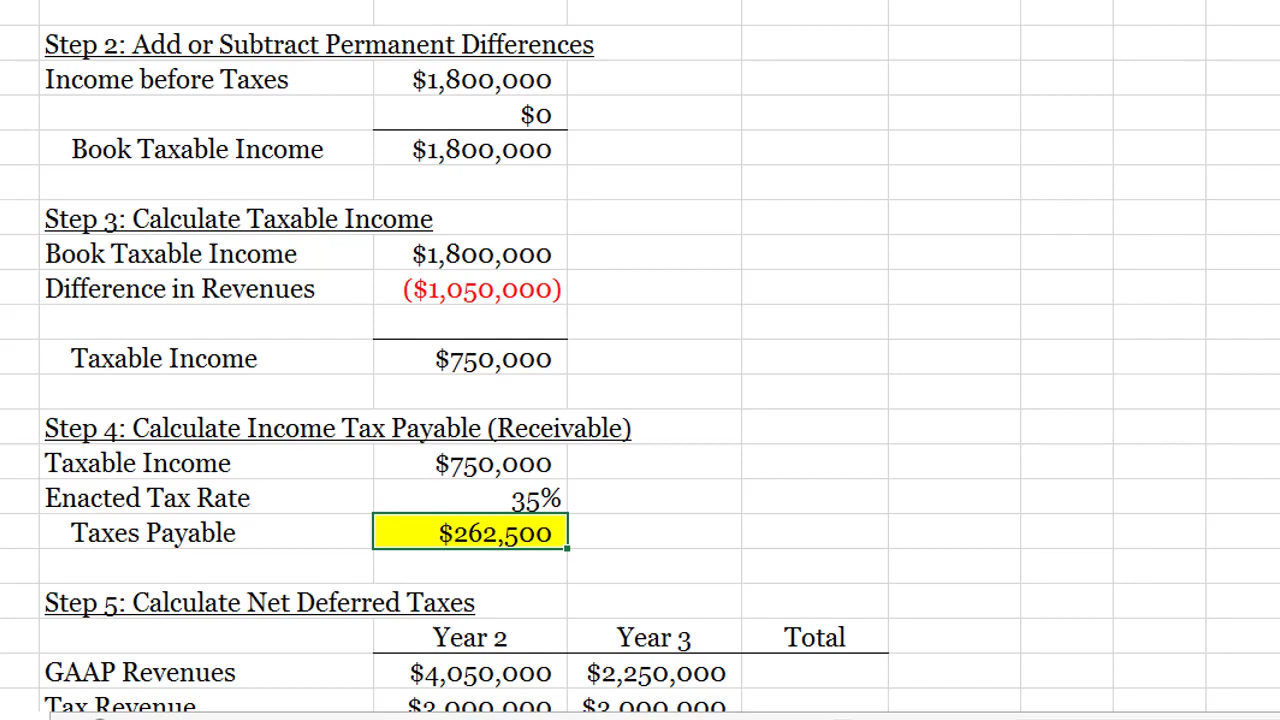 Step 2: Add or Subtract Permanent Differences
Income before Taxes $1,800,000
$0
Book Taxable Income $1,800,000
Step 3: Calculate Taxable Income
Book Taxable Income $1,800,000
Difference in Revenues ($1,050,000)
Taxable Income $750,000
Step 4: Calculate Income Tax Payable (Receivable)
Taxable Income $750,000
Enacted Tax Rate 35%
Taxes Payable $262,500
Step 5: Calculate Net Deferred Taxes
Year 2 Year 3 Total
GAAP Revenues $4,050,000 $2,250,000
Tax Revenue